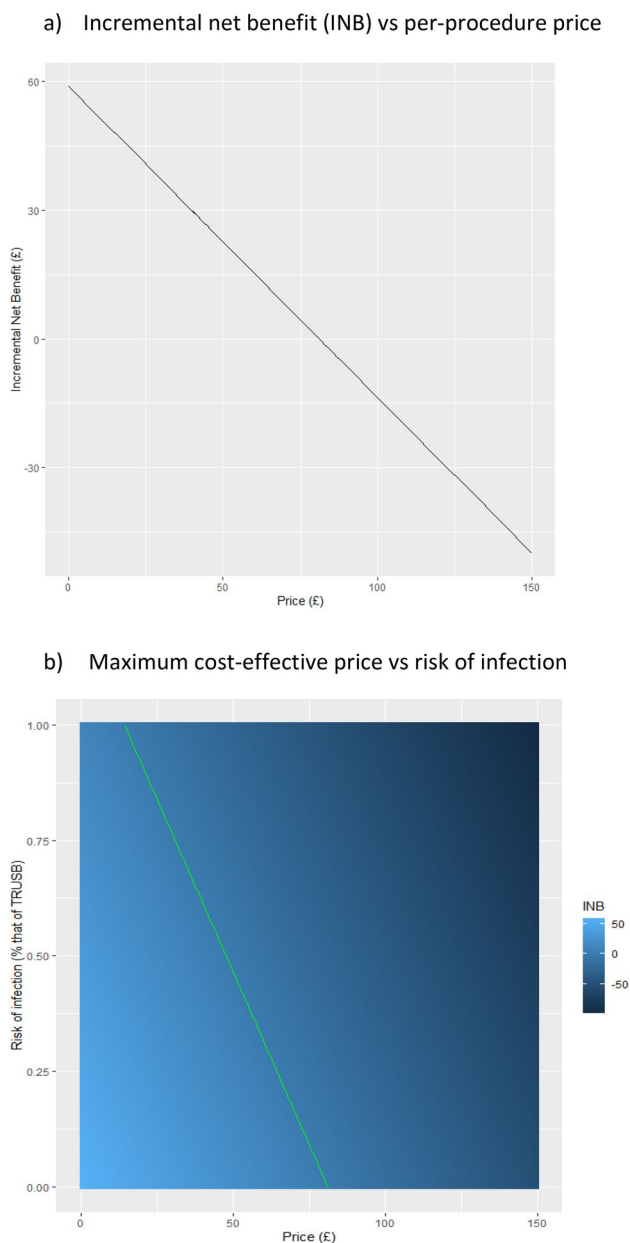 a) Incremental net benefit (INB) vs per-procedure price
60
30
0
-30
Incremental Net Benefit (£)
0 50 100 150
Price (£)
b) Maximum cost-effective price vs risk of infection
1.00
0.75
0.50
0.25
0.00
Risk of infection (% that of TRUSB)
INB
50
0
-50
0 50 100 150
Price (£)